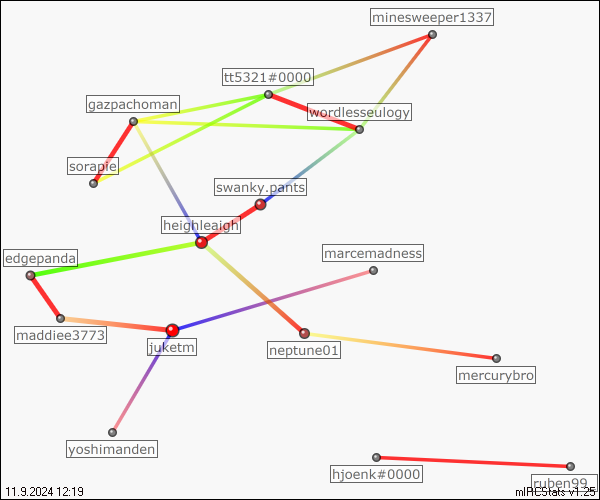 minesweeper1337
tt5321#0000
gazpachoman
wordlesseulogy
sorapie
swanky.pants
heighleaigh
marcemadness
edgepanda
maddiee3773
juketm
neptune01
mercurybro
yoshimanden
hjoenk#0000
ruben99_
11.9.2024 12:19
mIRCStats v1.25